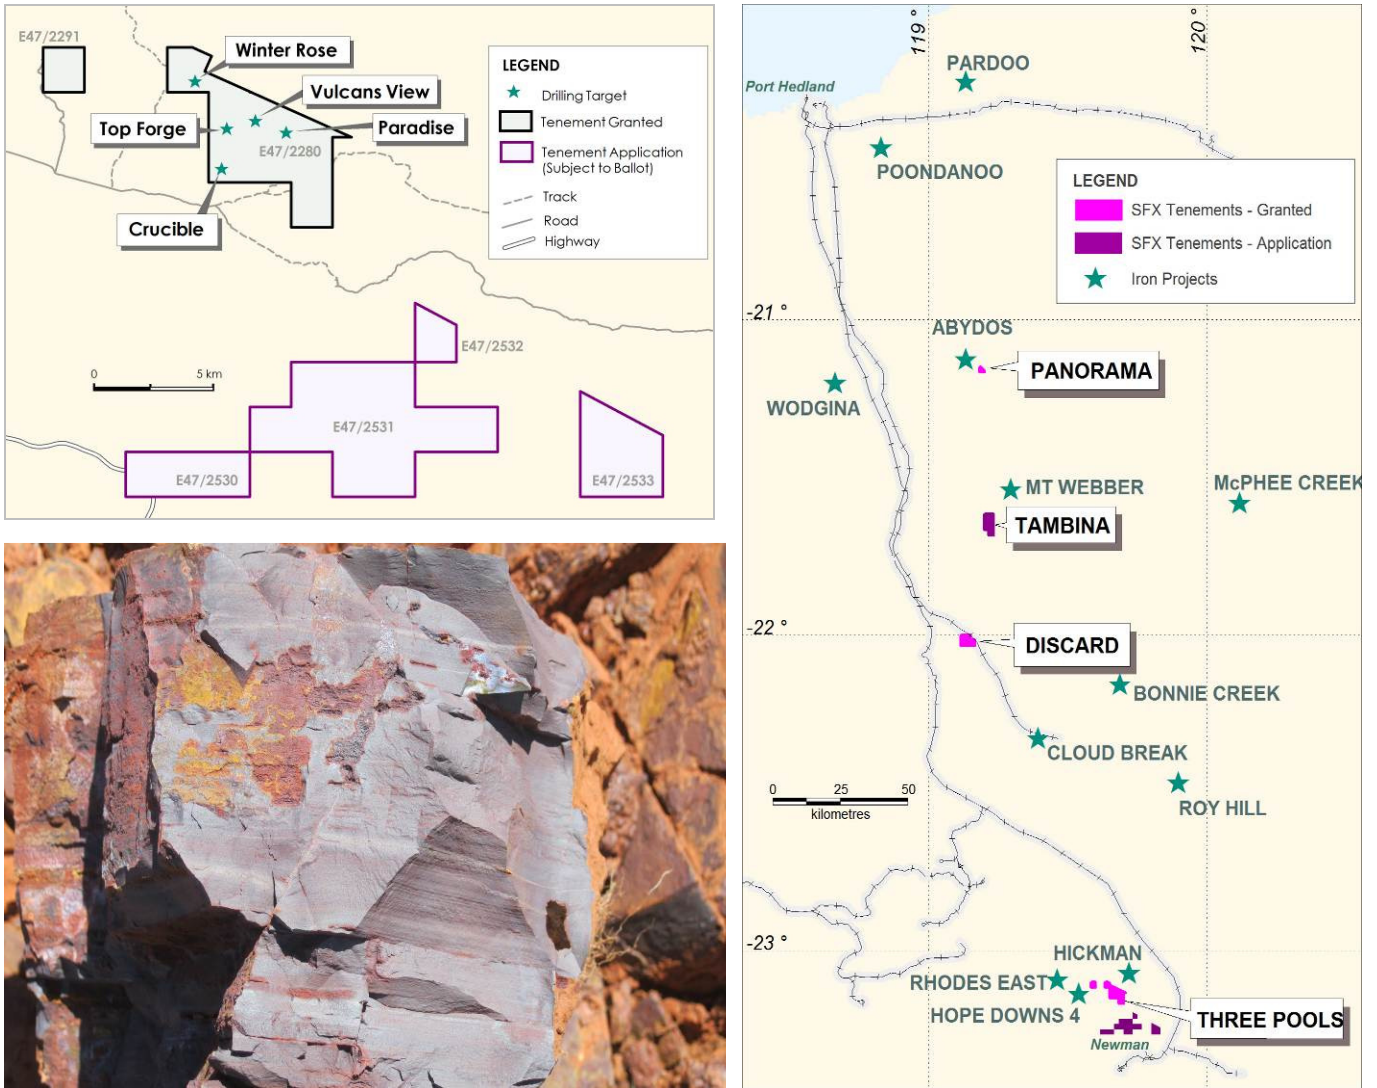 E47/2291
Winter Rose
Vulcans View
Top Forge
Paradise
E47/2280
Crucible
LEGEND
Drilling Target
Tenement Granted
Tenement Application
(Subject to Ballot)
Track
Road
Highway
E47/2532
0 5 km
E47/2531
E47/2530
E47/2533
119 °
120 °
PARDOO
Port Hedland
POONDANOO
LEGEND
SFX Tenements - Granted
SFX Tenements - Application
Iron Projects
-21 °
ABYDOS
PANORAMA
WODGINA
MT WEBBER
McPHEE CREEK
TAMBINA
-22 °
DISCARD
BONNIE CREEK
CLOUD BREAK
0 25 50
kilometres
ROY HILL
-23 °
HICKMAN
RHODES EAST
HOPE DOWNS 4
THREE POOLS
Newman